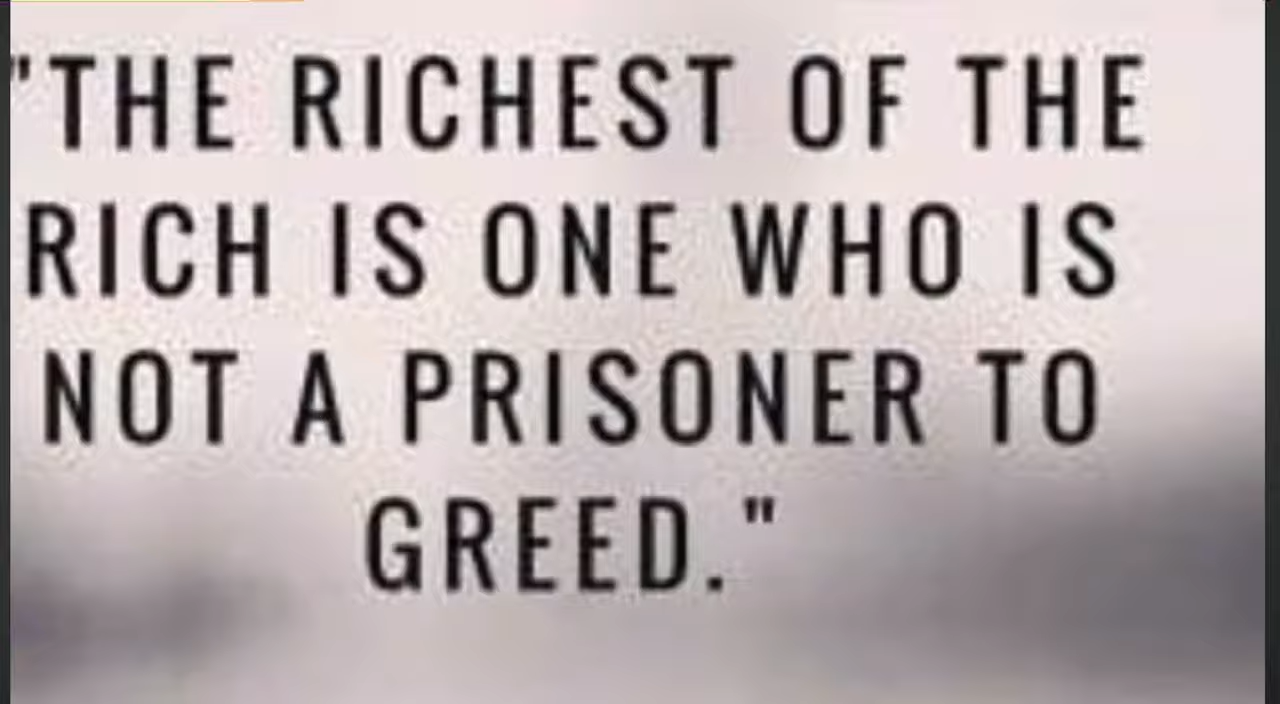 "THE RICHEST OF THE
RICH IS ONE WHO IS
NOT A PRISONER TO
GREED."